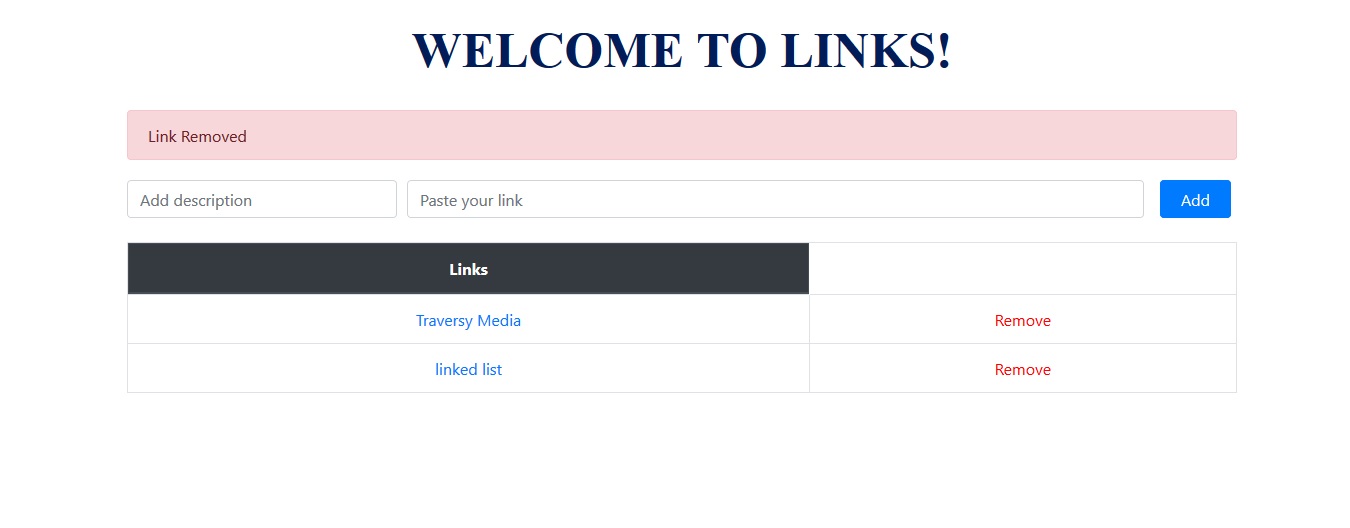 WELCOME TO LINKS!
Link Removed
Add description Paste your link Add
Links
Traversy Media Remove
linked list Remove